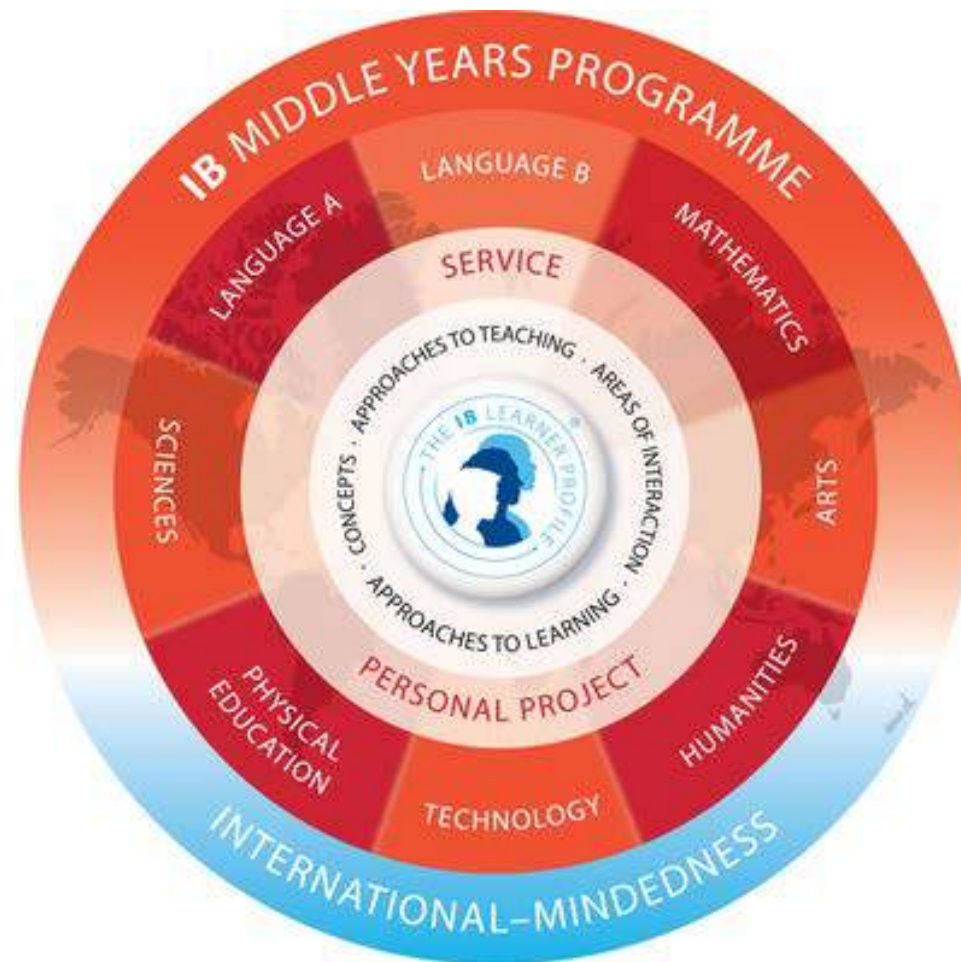 IB MIDDLE YEARS PROGRAMME
LANGUAGE B
LANGUAGE A
MATHEMATICS
SCIENCES
ARTS
PHYSICAL
EDUCATION
HUMANITIES
TECHNOLOGY
SERVICE
PERSONAL PROJECT
· APPROACHES TO TEACHING · AREAS OF INTERACTION · APPROACHES TO LEARNING · CONCEPTS
· THE IB LEARNER PROFILE · ®
INTERNATIONAL–MINDEDNESS